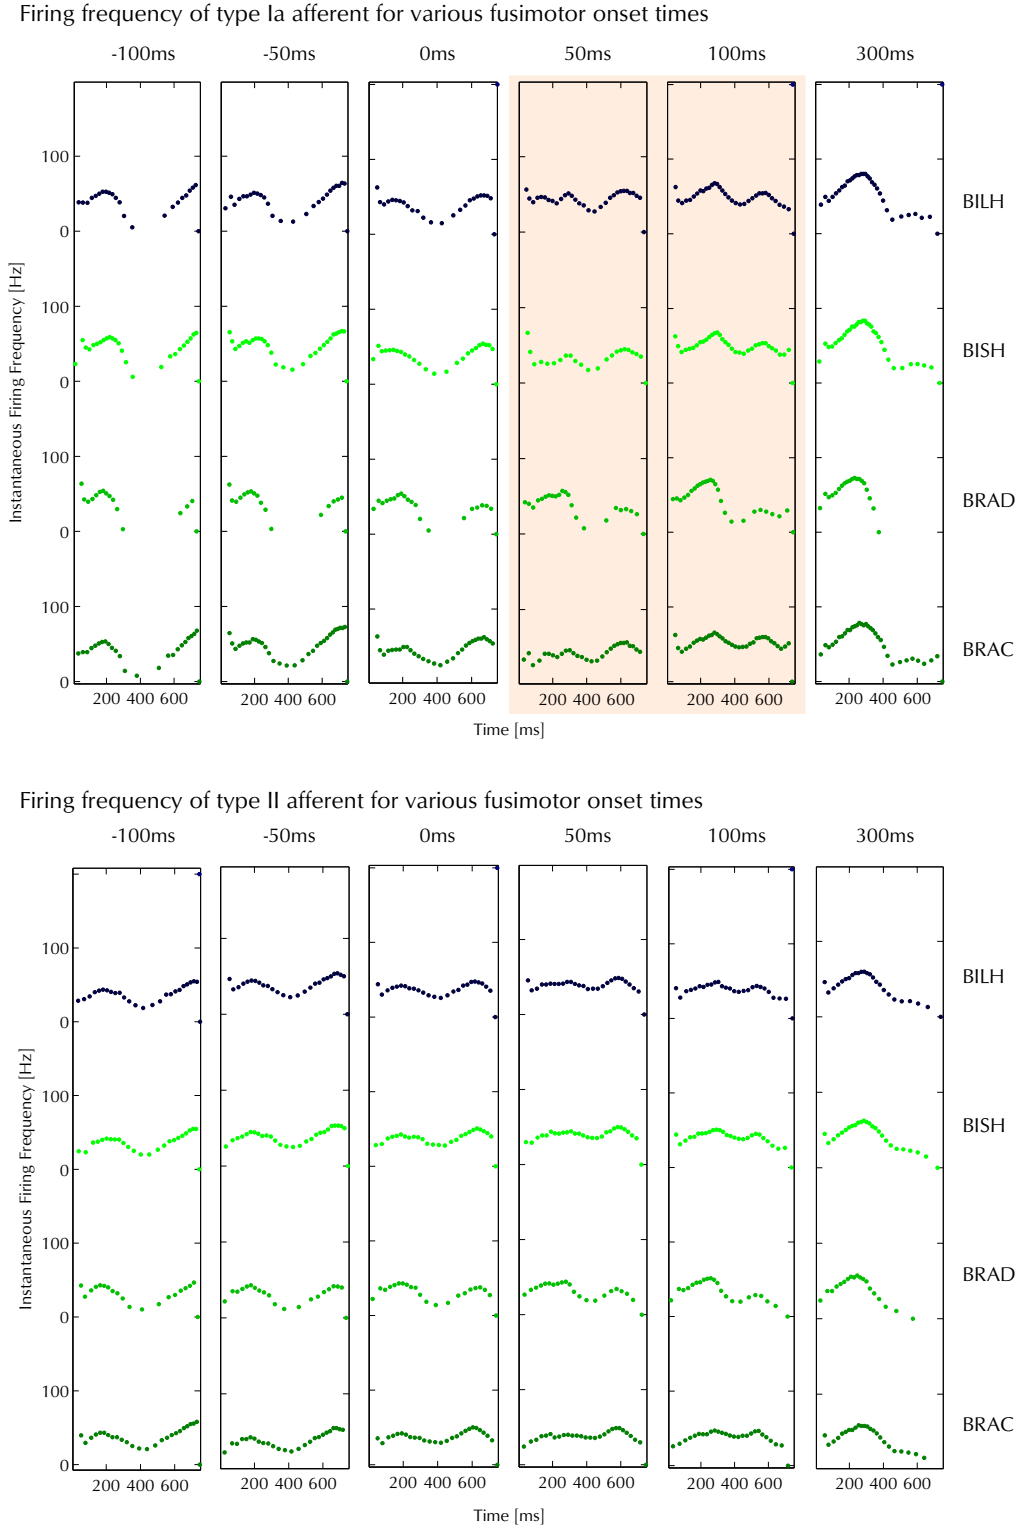 Firing frequency of type Ia afferent for various fusimotor onset times
-100ms -50ms 0ms 50ms 100ms 300ms
Instantaneous Firing Frequency [Hz]
100
0
BILH
100
0
BISH
100
0
BRAD
100
0
BRAC
200 400 600 200 400 600 200 400 600 200 400 600 200 400 600 200 400 600
Time [ms]
Firing frequency of type II afferent for various fusimotor onset times
-100ms -50ms 0ms 50ms 100ms 300ms
Instantaneous Firing Frequency [Hz]
100
0
BILH
100
0
BISH
100
0
BRAD
100
0
BRAC
200 400 600 200 400 600 200 400 600 200 400 600 200 400 600 200 400 600
Time [ms]